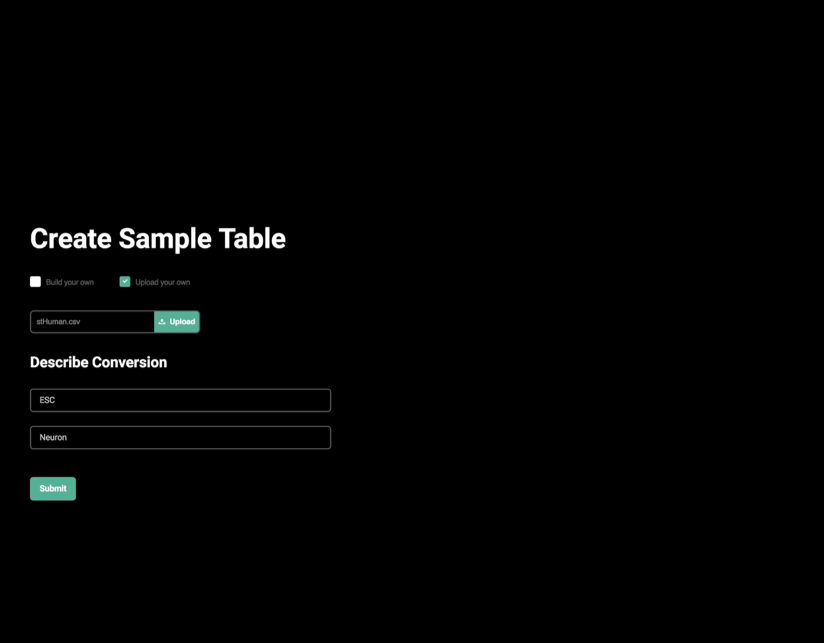 Create Sample Table
Build your own Upload your own
stHuman.csv Upload
Describe Conversion
ESC
Neuron
Submit